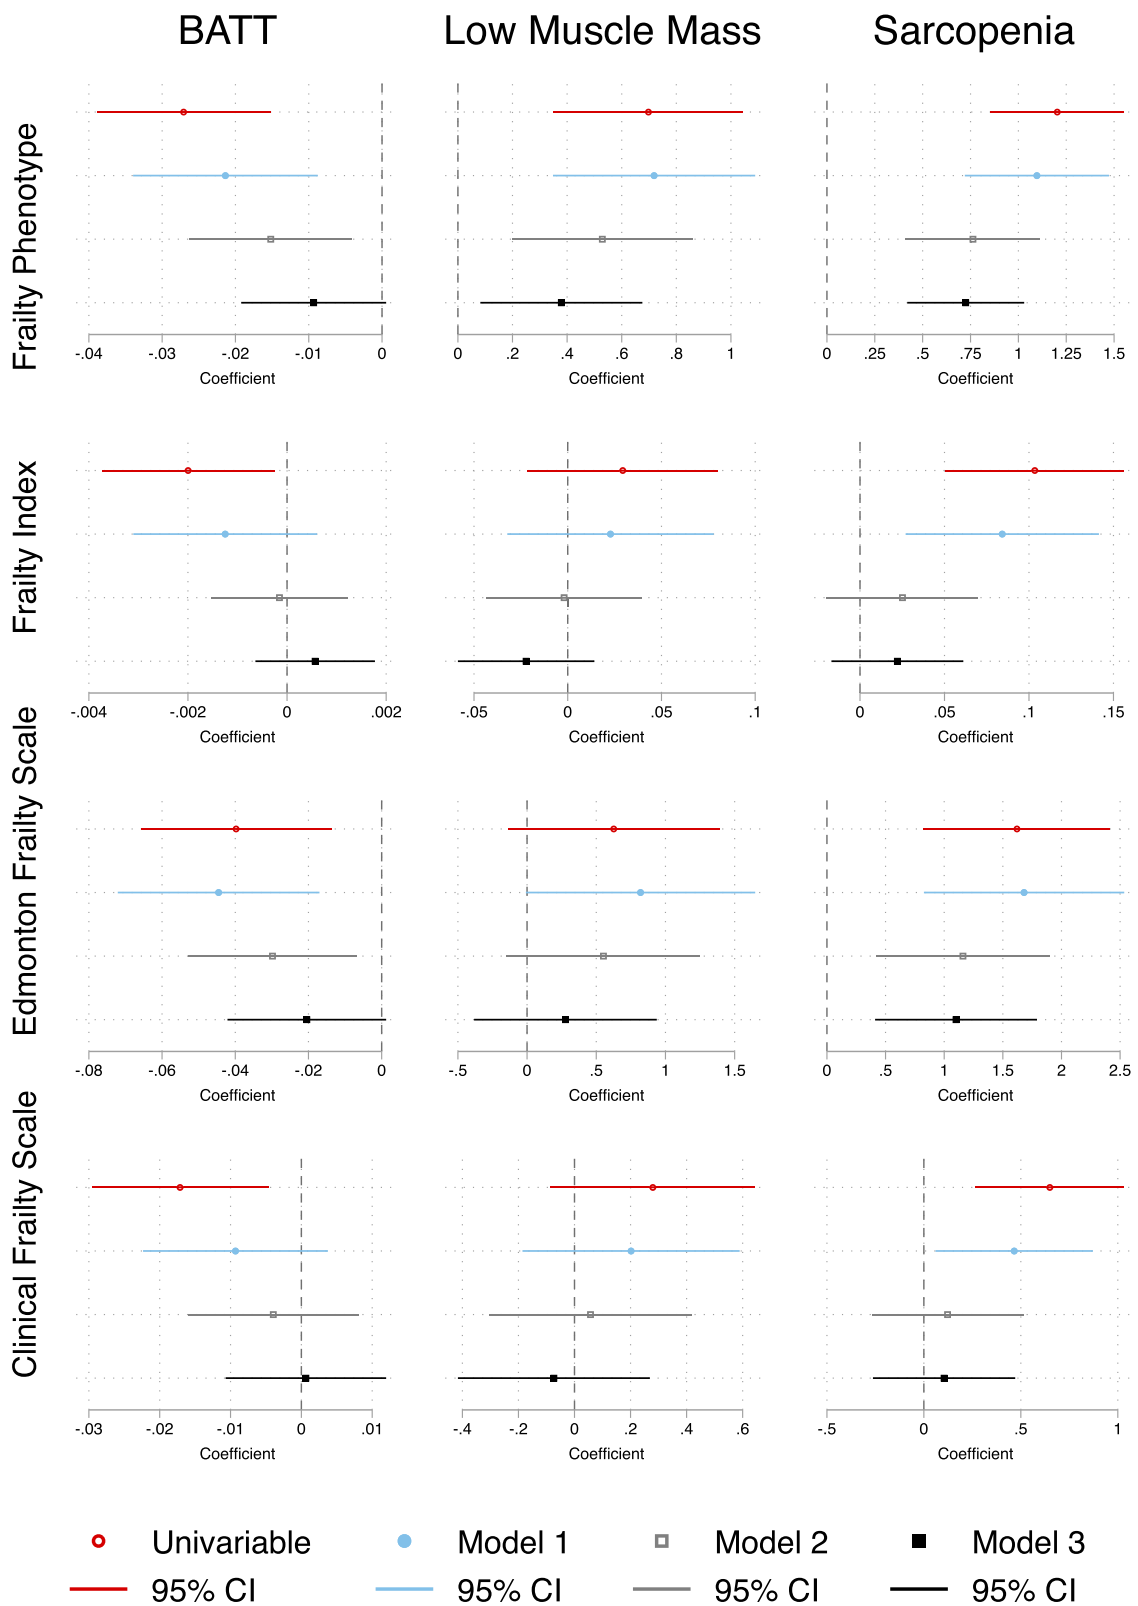 BATT Low Muscle Mass Sarcopenia
Frailty Phenotype
-.04 -.03 -.02 -.01 0
Coefficient
0 .2 .4 .6 .8 1
Coefficient
0 .25 .5 .75 1 1.25 1.5
Coefficient
Frailty Index
-.004 -.002 0 .002
Coefficient
-.05 0 .05 .1
Coefficient
0 .05 .1 .15
Coefficient
Edmonton Frailty Scale
-.08 -.06 -.04 -.02 0
Coefficient
-.5 0 .5 1 1.5
Coefficient
0 .5 1 1.5 2 2.5
Coefficient
Clinical Frailty Scale
-.03 -.02 -.01 0 .01
Coefficient
-.4 -.2 0 .2 .4 .6
Coefficient
-.5 0 .5 1
Coefficient
Univariable Model 1 Model 2 Model 3
95% CI 95% CI 95% CI 95% CI